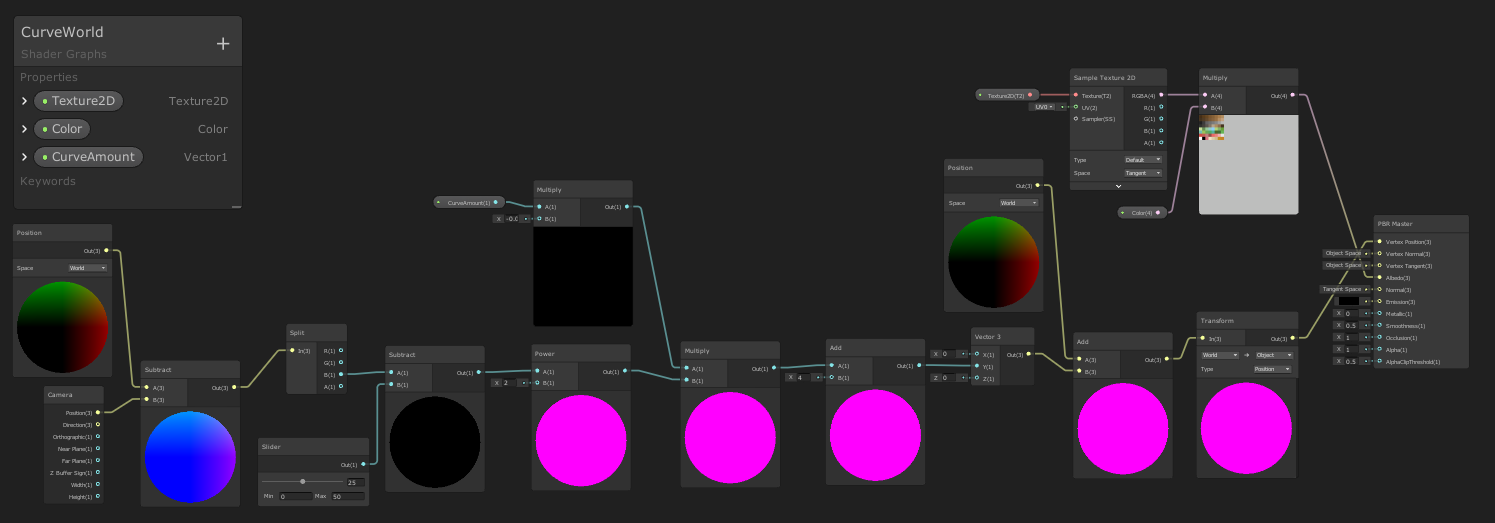 CurveWorld
Shader Graphs
Properties
Texture2D Texture2D
Color Color
CurveAmount Vector1
Keywords
Position
Out(3)
Space World
Camera
Position(3)
Direction(3)
Orthographic(1)
Near Plane(1)
Far Plane(1)
Z Buffer Sign(1)
Width(1)
Height(1)
Subtract
A(3) Out(3)
B(3)
Split
In(3) R(1)
G(1)
B(1)
A(1)
Slider
Out(1)
25
Min 0 Max 50
Subtract
A(1) Out(1)
B(1)
CurveAmount(1)
Multiply
A(1) Out(1)
X B(1)
Power
A(1) Out(1)
X 2 B(1)
Multiply
A(1) Out(1)
B(1)
Add
A(1) Out(1)
X 4 B(1)
Position
Out(3)
Space World
Vector 3
X 0 X(1) Out(3)
Y(1)
Z 0 Z(1)
Texture2D(T2)
Sample Texture 2D
Texture(T2) RGBA(4)
UV0 UV(2) R(1)
Sampler(SS) G(1)
B(1)
A(1)
Type Default
Space Tangent
Color(4)
Multiply
A(4) Out(4)
B(4)
Add
A(3) Out(3)
B(3)
Transform
In(3) Out(3)
World Object
Type Position
PBR Master
Vertex Position(3)
Object Space Vertex Normal(3)
Object Space Vertex Tangent(3)
Albedo(3)
Tangent Space Normal(3)
Emission(3)
X 0 Metallic(1)
X 0.5 Smoothness(1)
X 1 Occlusion(1)
X 1 Alpha(1)
X 0.5 AlphaClipThreshold(1)